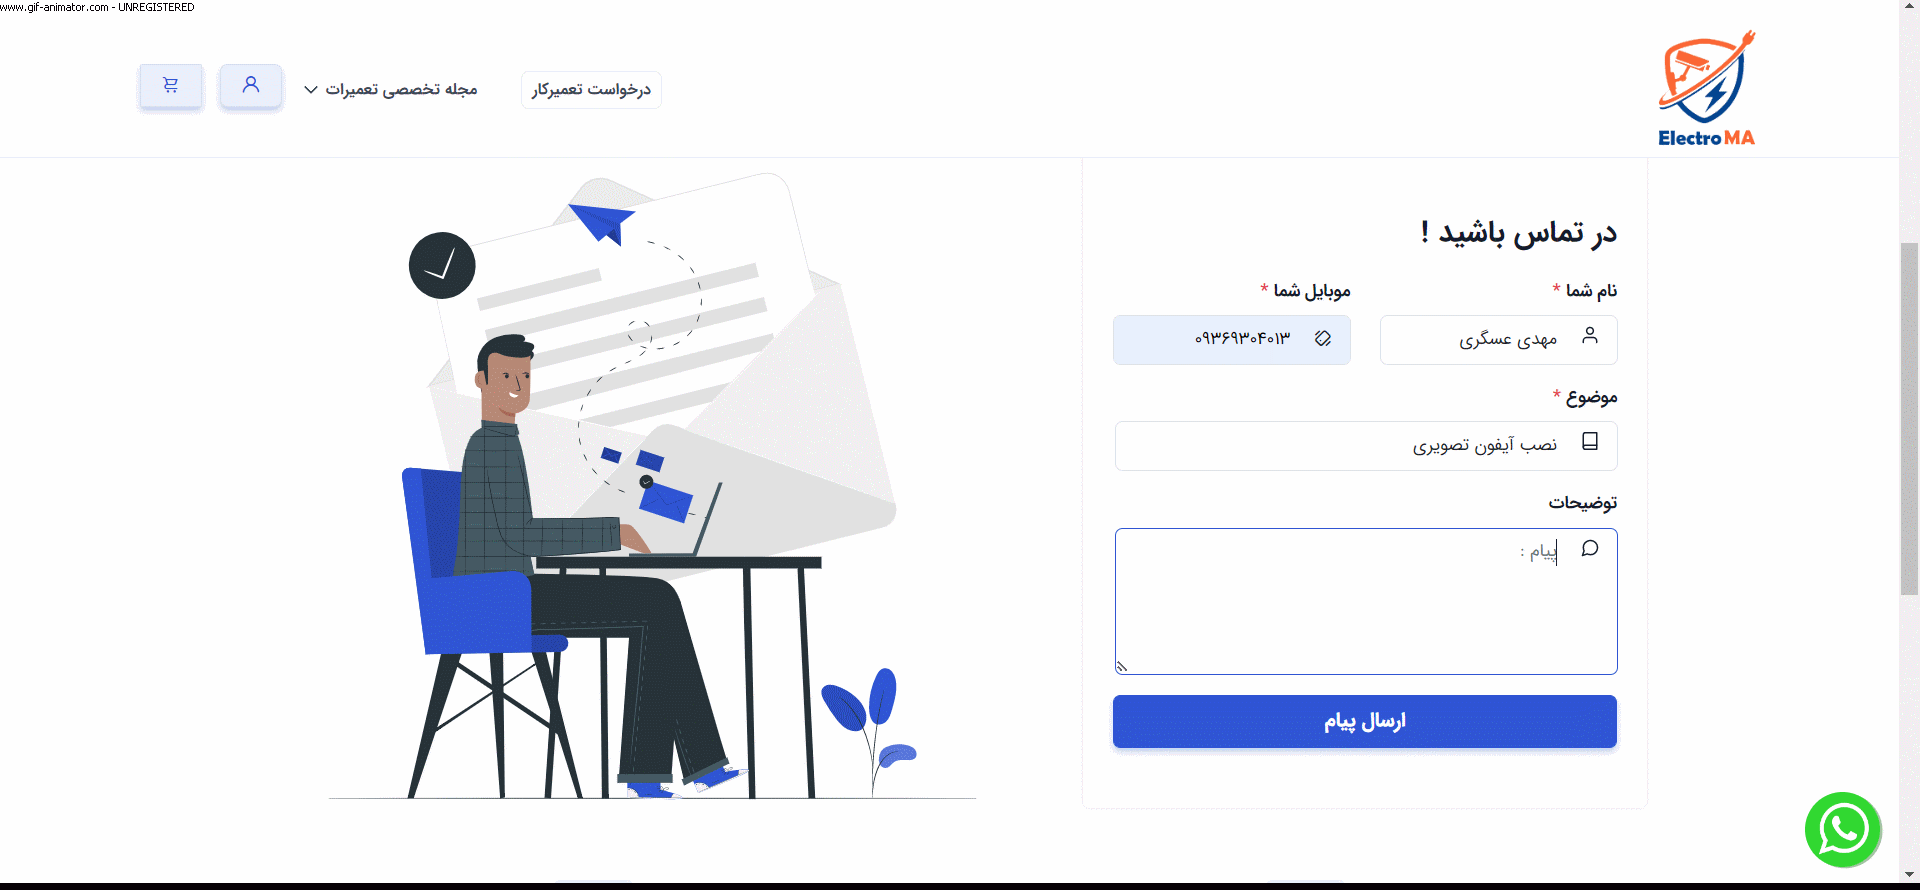 www.gif-animator.com - UNREGISTERED
ElectroMA
درخواست تعمیرکار
مجله تخصصی تعمیرات
در تماس باشید !
نام شما *
موبایل شما *
مهدی عسگری
۰۹۳۶۹۳۰۴۰۱۳
موضوع *
نصب آیفون تصویری
توضیحات
پیام :
ارسال پیام